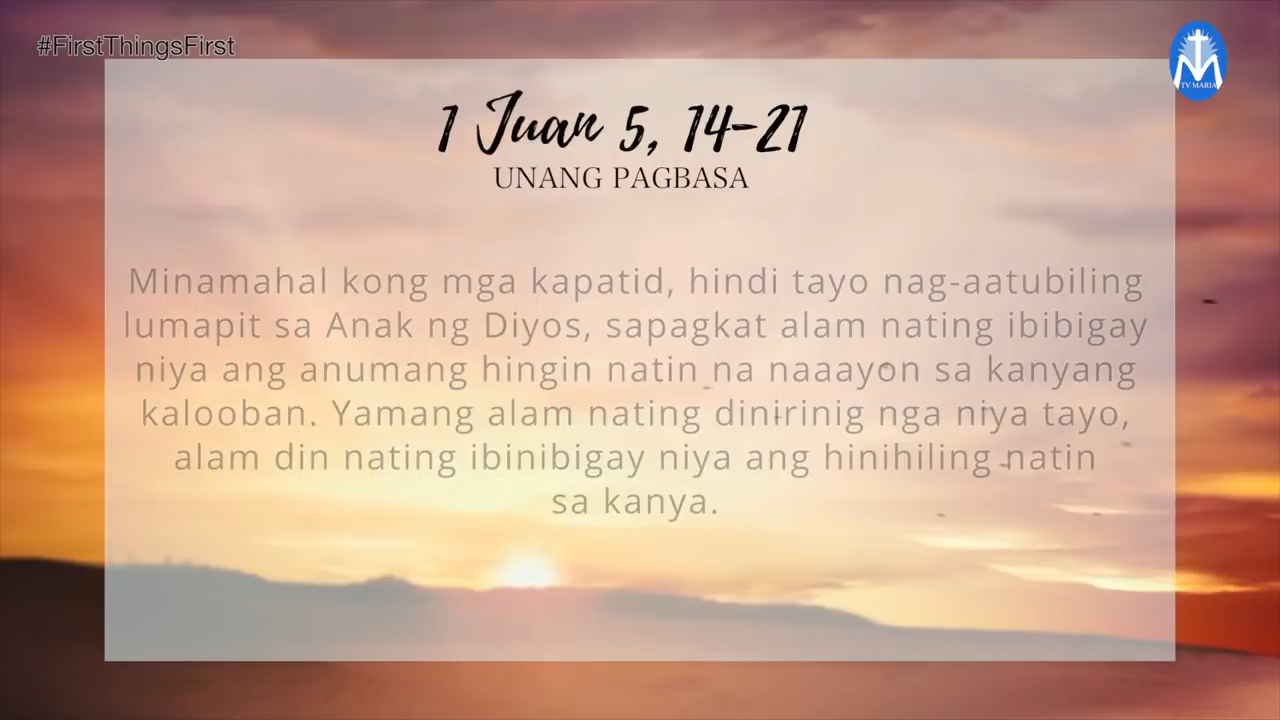 #FirstThingsFirst
TV MARIA
1 Juan 5, 14-21
UNANG PAGBASA
Minamahal kong mga kapatid, hindi tayo nag-aatubiling
lumapit sa Anak ng Diyos, sapagkat alam nating ibibigay
niya ang anumang hingin natin na naaayon sa kanyang
kalooban. Yamang alam nating dinirinig nga niya tayo,
alam din nating ibinibigay niya ang hinihiling natin
sa kanya.